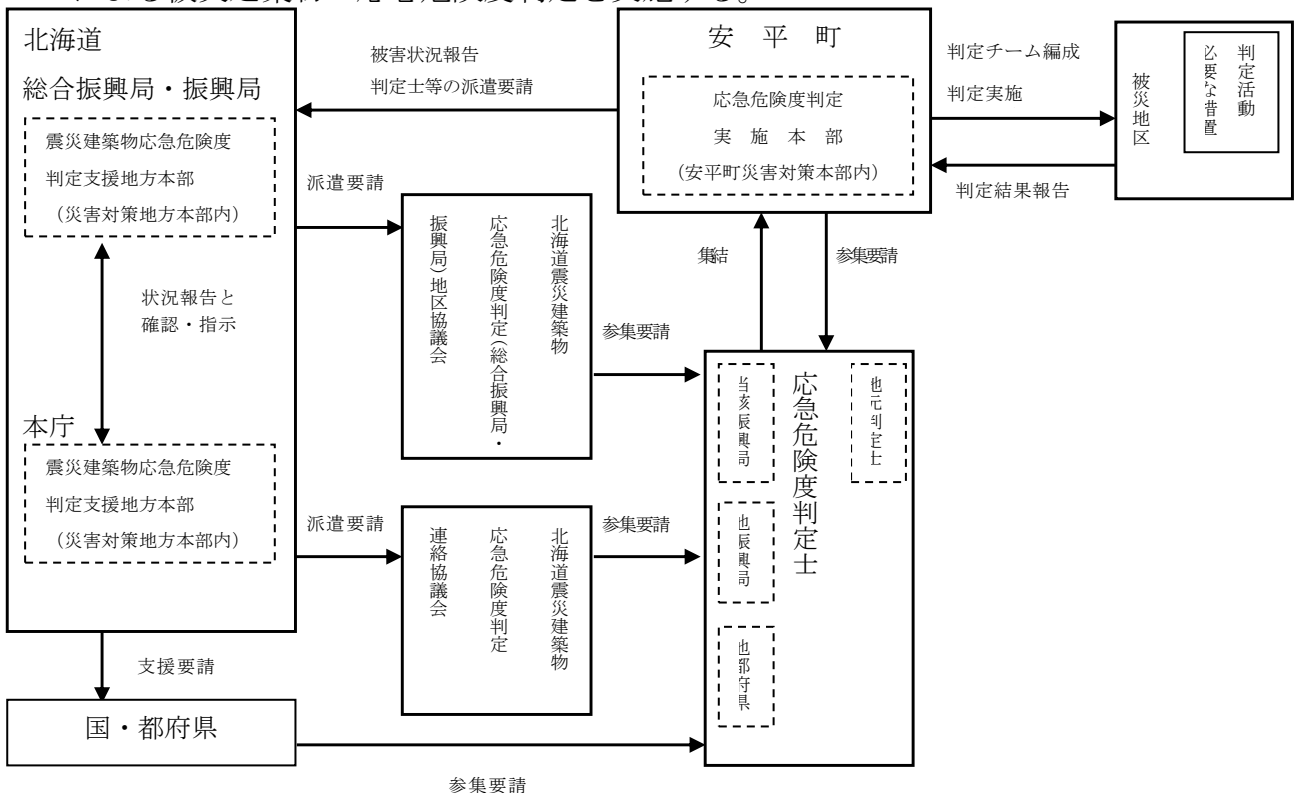 北海道
総合振興局・振興局
震災建築物応急危険度
判定支援地方本部
(災害対策地方本部内)
状況報告と
確認・指示
本庁
震災建築物応急危険度
判定支援地方本部
(災害対策地方本部内)
支援要請
国・都府県
参集要請
被害状況報告
判定士等の派遣要請
派遣要請
北海道震災建築物
応急危険度判定(総合振興局・
振興局)地区協議会
参集要請
派遣要請
北海道震災建築物
応急危険度判定
連絡協議会
参集要請
安 平 町
応急危険度判定
実 施 本 部
(安平町災害対策本部内)
集結
参集要請
地元判定士
応急危険度判定士
当該振興局
他振興局
他都府県
判定チーム編成
判定実施
判定結果報告
判定活動
必要な措置
被災地区